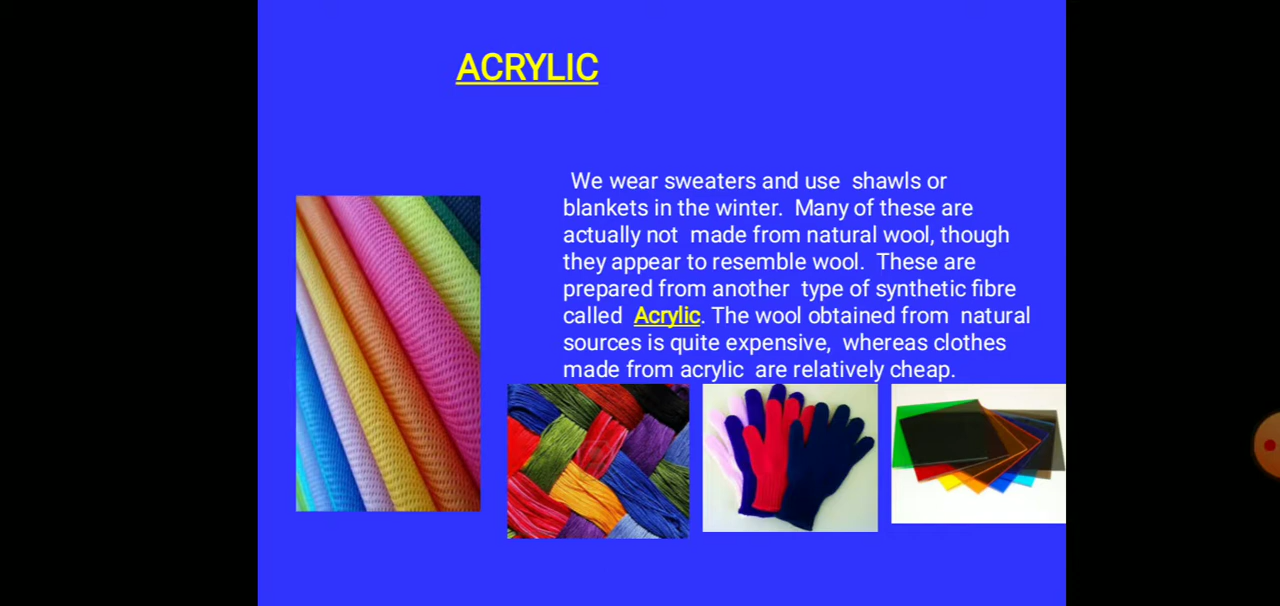 ACRYLIC
We wear sweaters and use shawls or
blankets in the winter. Many of these are
actually not made from natural wool, though
they appear to resemble wool. These are
prepared from another type of synthetic fibre
called Acrylic. The wool obtained from natural
sources is quite expensive, whereas clothes
made from acrylic are relatively cheap.